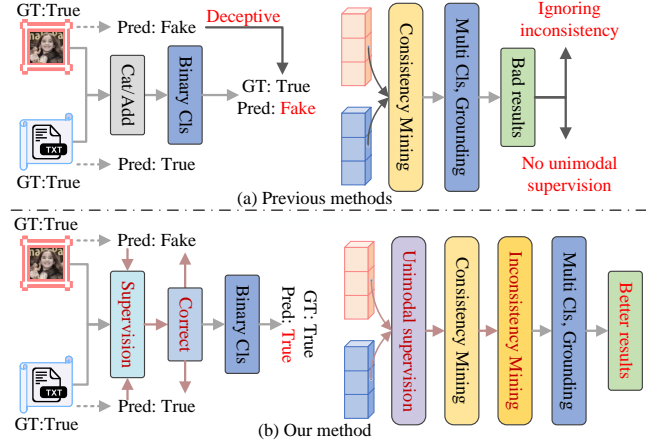 GT:True
Pred: Fake
Deceptive
Cat/Add
Binary Cls
GT: True
Pred: Fake
TXT
GT:True
Pred: True
Consistency Mining
Multi Cls, Grounding
Bad results
Ignoring
inconsistency
No unimodal
supervision
(a) Previous methods
GT:True
Pred: Fake
Supervision
Correct
Binary Cls
GT: True
Pred: True
TXT
GT:True
Pred: True
Unimodal supervision
Consistency Mining
Inconsistency Mining
Multi Cls, Grounding
Better results
(b) Our method